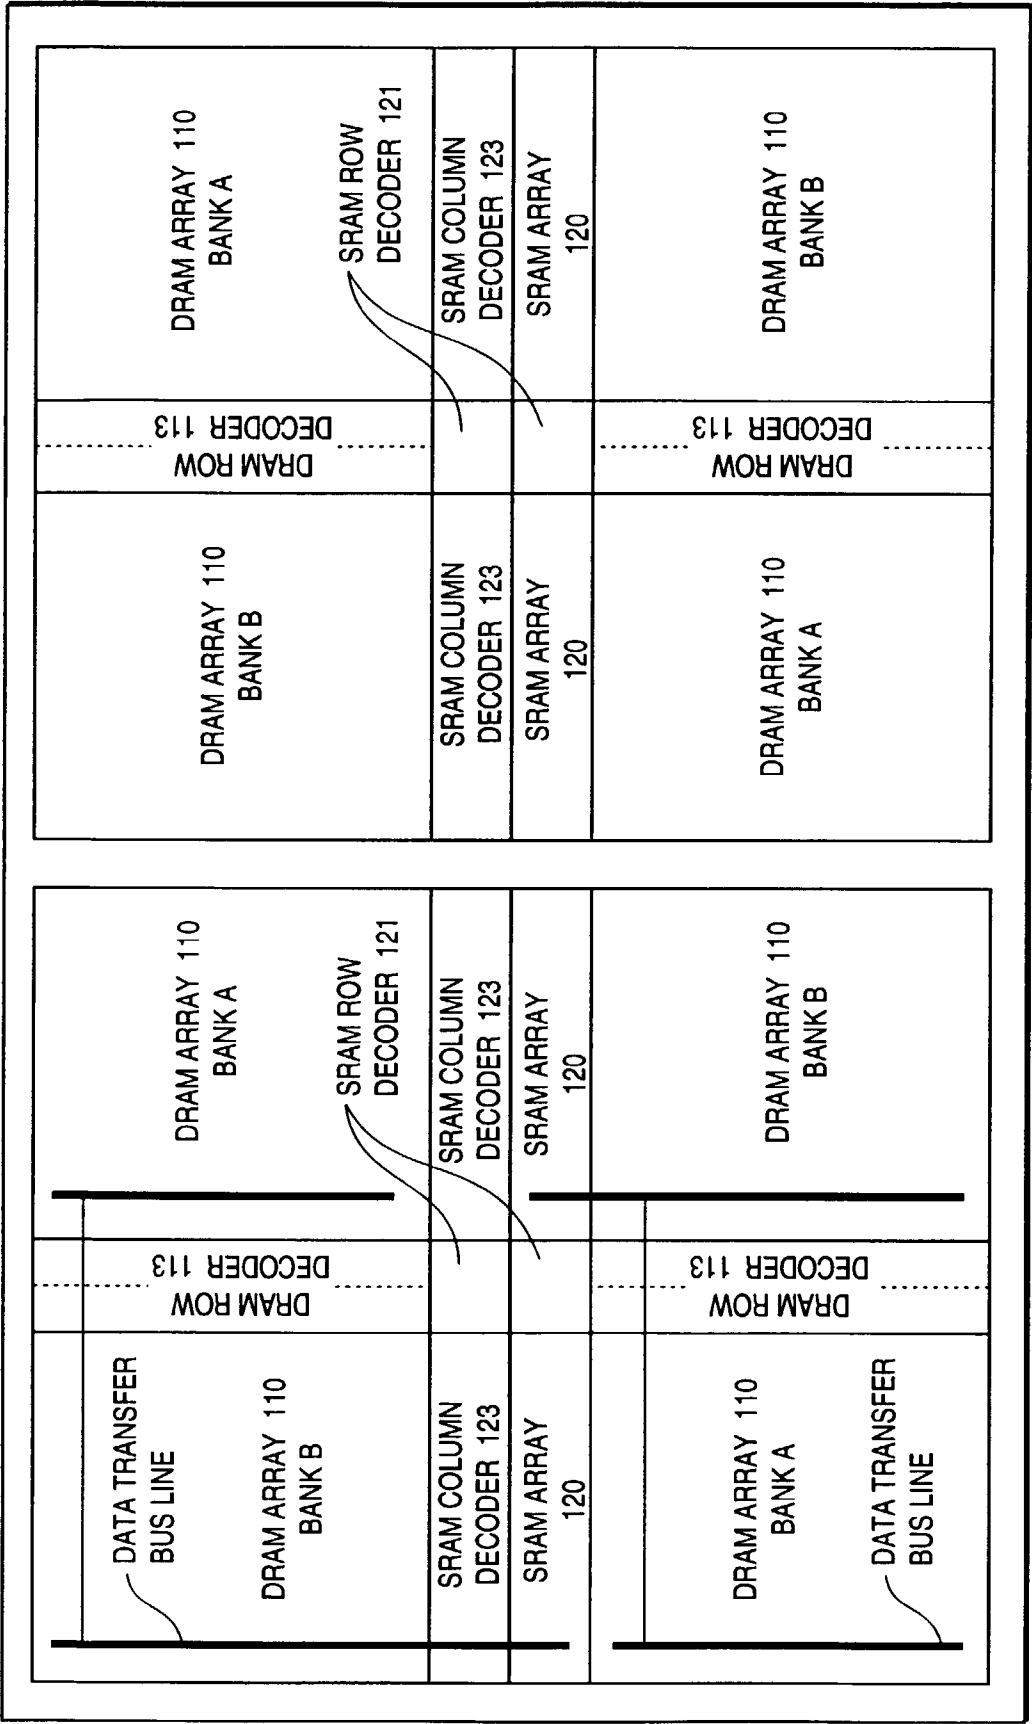 DATA TRANSFER
BUS LINE
DRAM ARRAY 110
BANK B
DRAM ROW
DECODER 113
DRAM ARRAY 110
BANK A
SRAM ROW
DECODER 121
SRAM COLUMN
DECODER 123
SRAM COLUMN
DECODER 123
SRAM ARRAY
120
SRAM ARRAY
120
DRAM ARRAY 110
BANK A
DATA TRANSFER
BUS LINE
DRAM ROW
DECODER 113
DRAM ARRAY 110
BANK B
DRAM ARRAY 110
BANK B
DRAM ROW
DECODER 113
DRAM ARRAY 110
BANK A
SRAM ROW
DECODER 121
SRAM COLUMN
DECODER 123
SRAM COLUMN
DECODER 123
SRAM ARRAY
120
SRAM ARRAY
120
DRAM ARRAY 110
BANK A
DRAM ROW
DECODER 113
DRAM ARRAY 110
BANK B